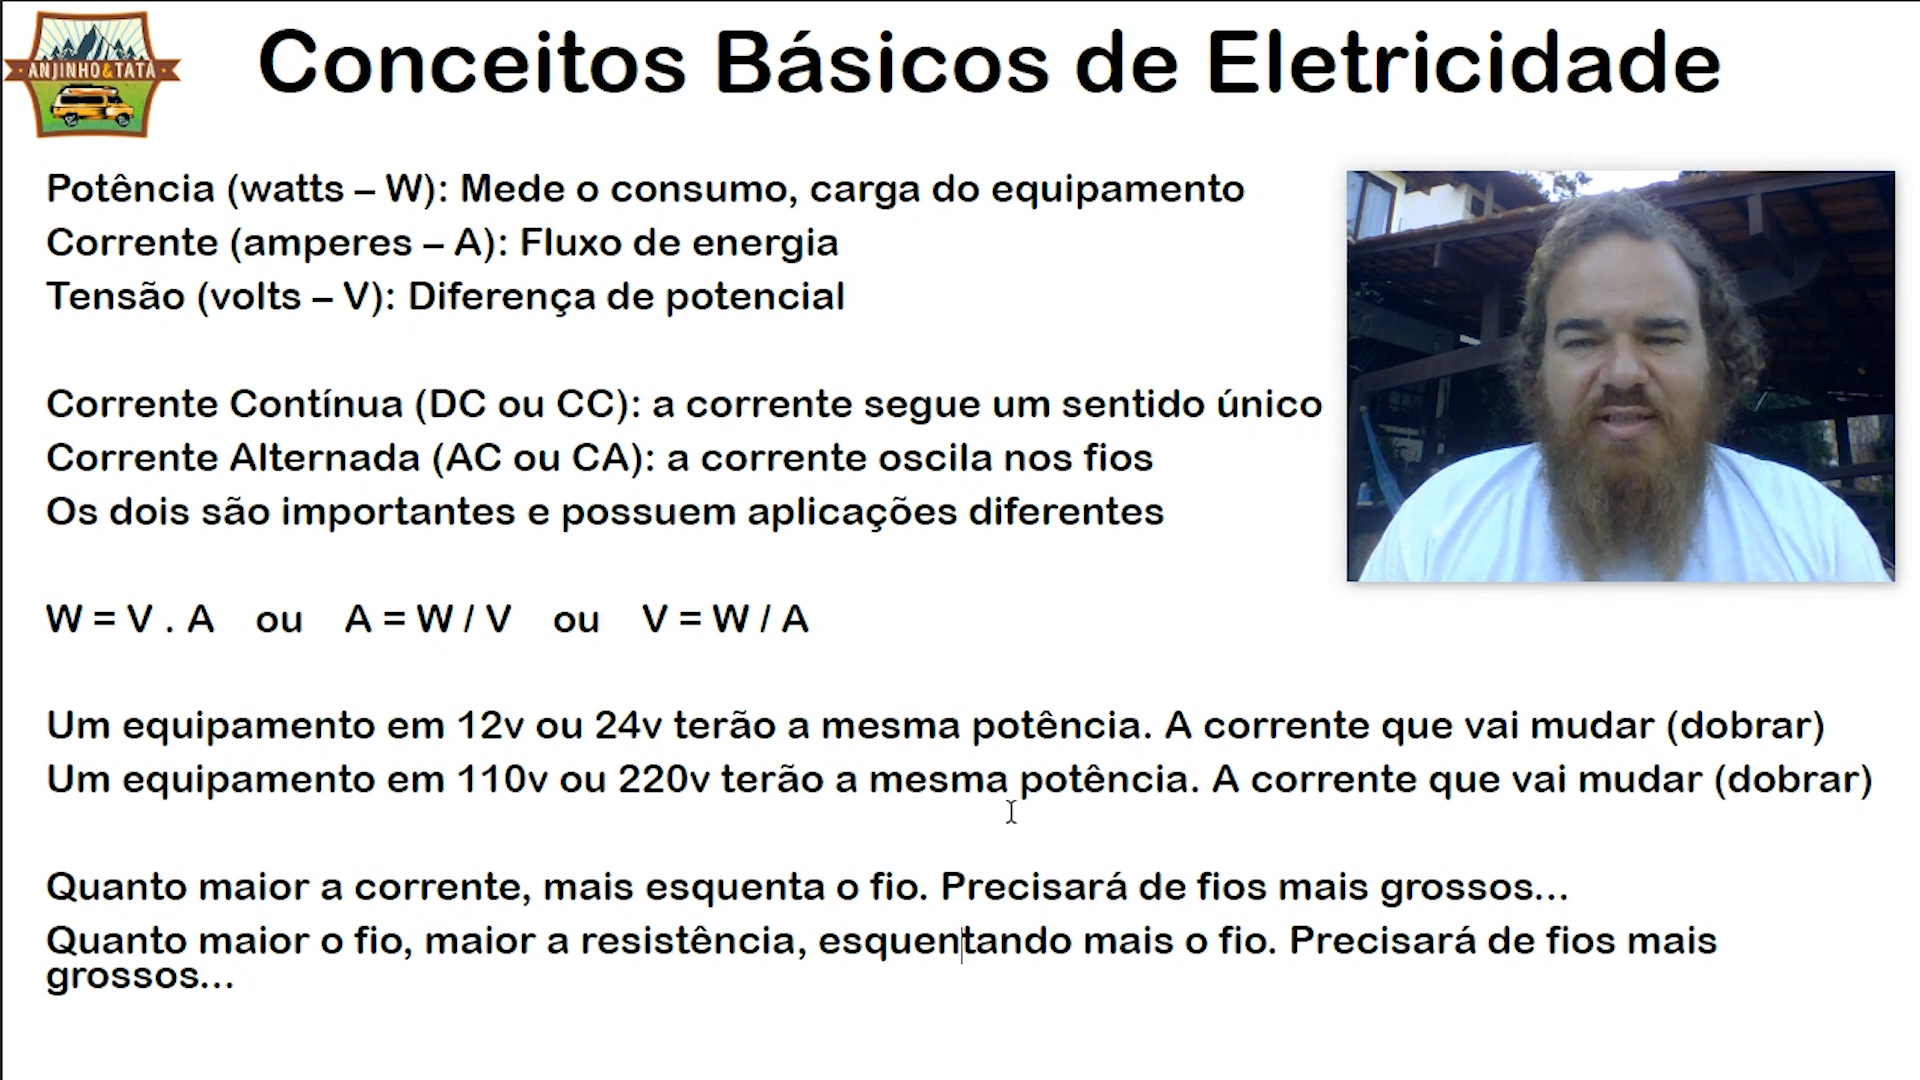 ANJINHO&TATÁ
Conceitos Básicos de Eletricidade
Potência (watts – W): Mede o consumo, carga do equipamento
Corrente (amperes – A): Fluxo de energia
Tensão (volts – V): Diferença de potencial
Corrente Contínua (DC ou CC): a corrente segue um sentido único
Corrente Alternada (AC ou CA): a corrente oscila nos fios
Os dois são importantes e possuem aplicações diferentes
W = V . A ou A = W / V ou V = W / A
Um equipamento em 12v ou 24v terão a mesma potência. A corrente que vai mudar (dobrar)
Um equipamento em 110v ou 220v terão a mesma potência. A corrente que vai mudar (dobrar)
Quanto maior a corrente, mais esquenta o fio. Precisará de fios mais grossos...
Quanto maior o fio, maior a resistência, esquentando mais o fio. Precisará de fios mais
grossos...